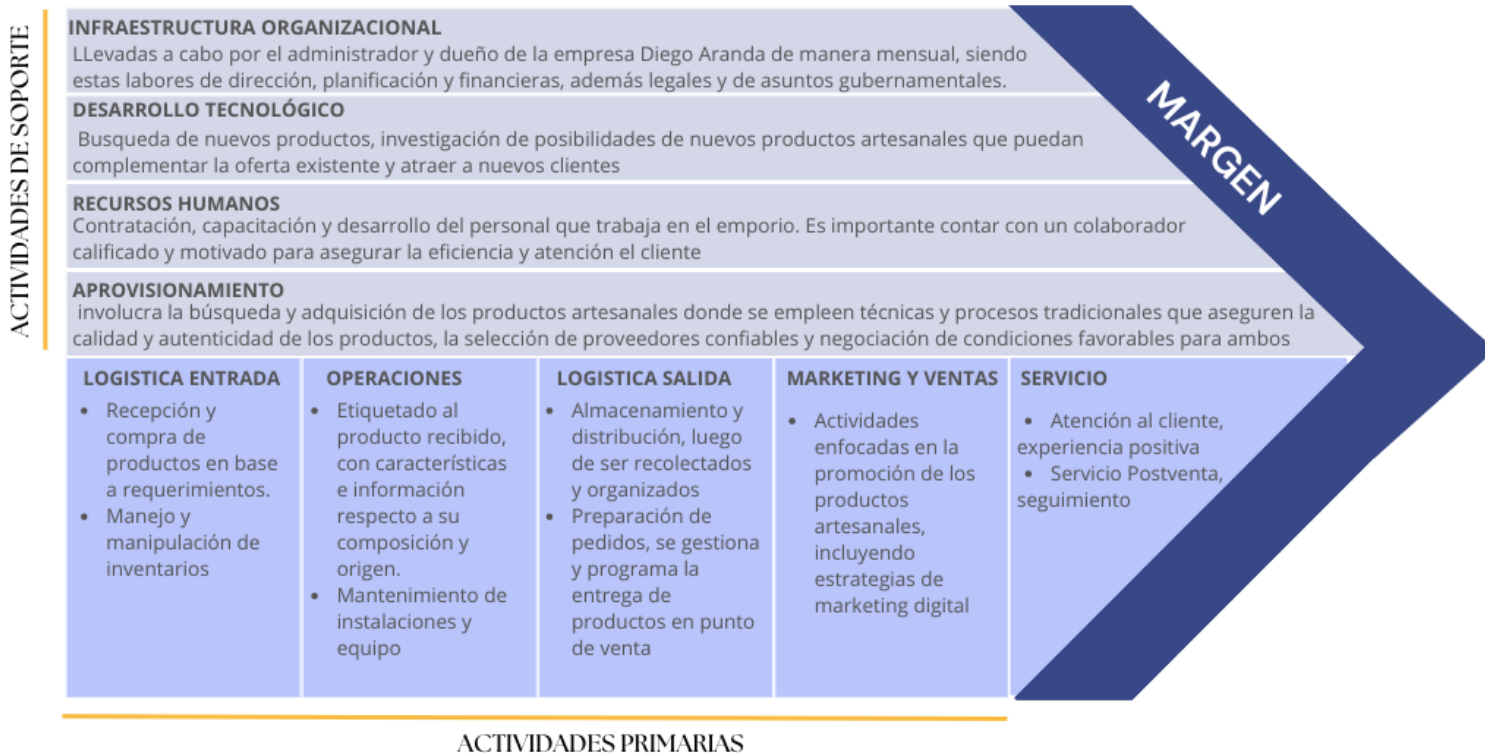 ACTIVIDADES DE SOPORTE
INFRAESTRUCTURA ORGANIZACIONAL
LLevadas a cabo por el administrador y dueño de la empresa Diego Aranda de manera mensual, siendo
estas labores de dirección, planificación y financieras, además legales y de asuntos gubernamentales.
DESARROLLO TECNOLÓGICO
Busqueda de nuevos productos, investigación de posibilidades de nuevos productos artesanales que puedan
complementar la oferta existente y atraer a nuevos clientes
RECURSOS HUMANOS
Contratación, capacitación y desarrollo del personal que trabaja en el emporio. Es importante contar con un colaborador
calificado y motivado para asegurar la eficiencia y atención el cliente
APROVISIONAMIENTO
involucra la búsqueda y adquisición de los productos artesanales donde se empleen técnicas y procesos tradicionales que aseguren la
calidad y autenticidad de los productos, la selección de proveedores confiables y negociación de condiciones favorables para ambos
MARGEN
LOGISTICA ENTRADA
• Recepción y
compra de
productos en base
a requerimientos.
• Manejo y
manipulación de
inventarios
OPERACIONES
• Etiquetado al
producto recibido,
con características
e información
respecto a su
composición y
origen.
• Mantenimiento de
instalaciones y
equipo
LOGISTICA SALIDA
• Almacenamiento y
distribución, luego
de ser recolectados
y organizados
• Preparación de
pedidos, se gestiona
y programa la
entrega de
productos en punto
de venta
MARKETING Y VENTAS
• Actividades
enfocadas en la
promoción de los
productos
artesanales,
incluyendo
estrategias de
marketing digital
SERVICIO
• Atención al cliente,
experiencia positiva
• Servicio Postventa,
seguimiento
ACTIVIDADES PRIMARIAS